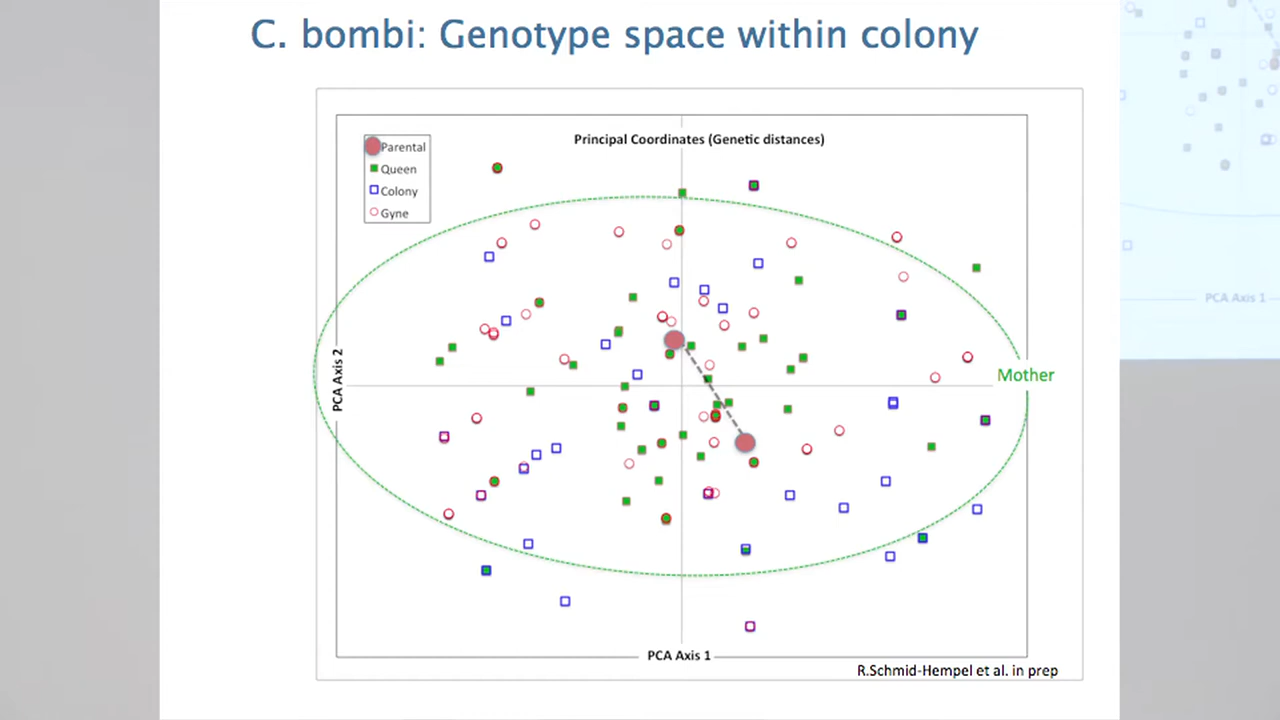 C. bombi: Genotype space within colony
Principal Coordinates (Genetic distances)
Parental
Queen
Colony
Gyne
PCA Axis 2
Mother
PCA Axis 1
R.Schmid-Hempel et al. in prep
PCA Axis 1